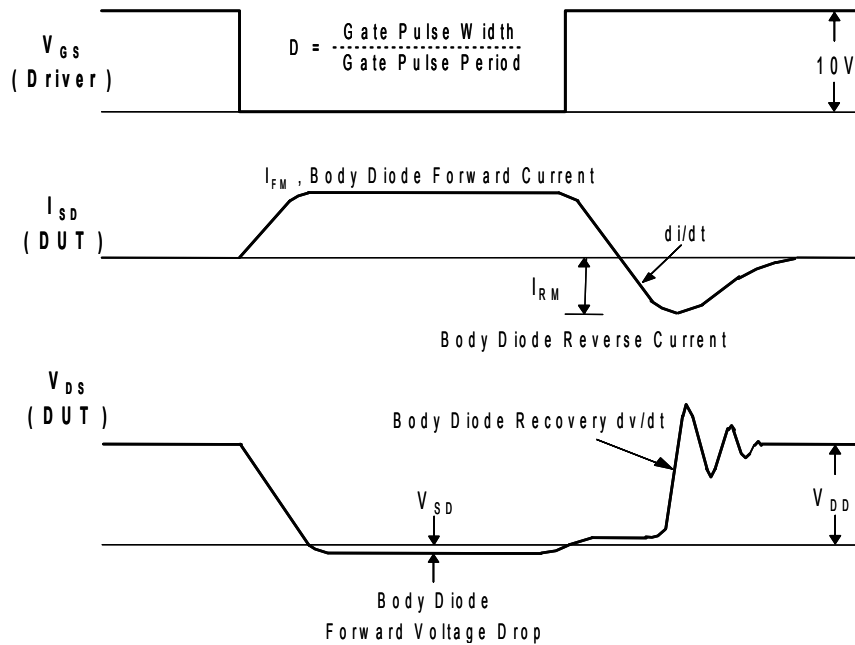 V GS
(Driver)
D = Gate Pulse Width
Gate Pulse Period
10V
I FM , Body Diode Forward Current
I SD
(DUT)
di/dt
I RM
Body Diode Reverse Current
V DS
(DUT)
Body Diode Recovery dv/dt
V SD
V DD
Body Diode
Forward Voltage Drop